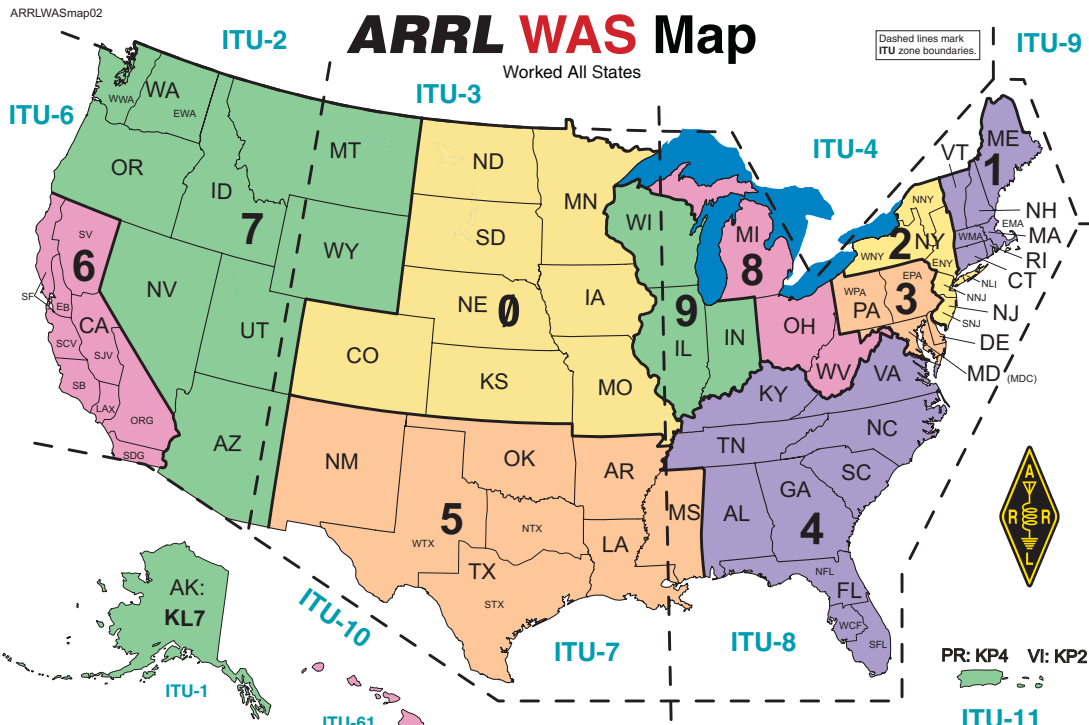 ARRLWASmap02
ARRL WAS Map
Worked All States
Dashed lines mark
ITU zone boundaries.
ITU-2
ITU-9
ITU-3
ITU-6
ITU-4
WA
WWA
EWA
MT
OR
ID
7
ND
MN
SD
WY
WI
MI
8
ME
1
VT
NNY
NH
EMA
MA
WMA
2
NY
RI
WNY
ENY
CT
NLI
SV
6
NV
SF
EB
CA
SCV
SJV
SB
LAX
ORG
SDG
UT
CO
NE
0
IA
KS
MO
9
IL
IN
OH
EPA
WPA
PA
3
NNJ
NJ
SNJ
DE
MD (MDC)
WV
VA
KY
NC
TN
SC
AZ
NM
OK
AR
5
NTX
WTX
TX
STX
LA
MS
AL
GA
4
NFL
FL
WCF
SFL
A
R R
L
AK:
KL7
ITU-1
ITU-10
ITU-7
ITU-8
PR: KP4 VI: KP2
ITU-61
ITU-11